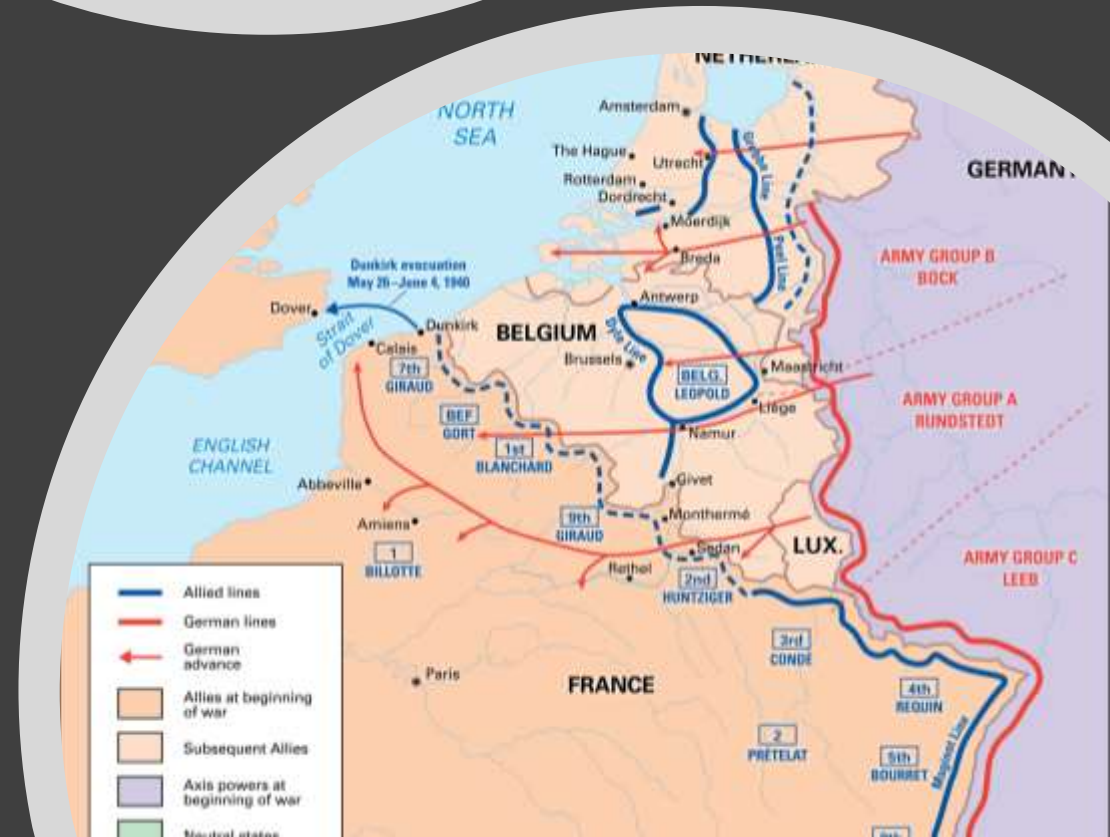 NORTH
SEA
Amsterdam
The Hague
Utrecht
Rotterdam
Dordrecht
Moerdijk
Breda
Grebbe Line
Peel Line
GERMANY
ARMY GROUP B
BOCK
Dunkirk evacuation
May 26–June 4, 1940
Dover
Strait
of Dover
Dunkirk
Calais
BELGIUM
Antwerp
Dyle Line
Brussels
Maastricht
7th
GIRAUD
BELG.
LEOPOLD
Liège
ARMY GROUP A
RUNDSTEDT
BEF
GORT
1st
BLANCHARD
Namur
ENGLISH
CHANNEL
Abbeville
Givet
Amiens
9th
GIRAUD
Monthermé
1
BILLOTTE
Sedan
LUX.
Rethel
2nd
HUNTZIGER
ARMY GROUP C
LEEB
Allied lines
German lines
German
advance
Allies at beginning
of war
Subsequent Allies
Axis powers at
beginning of war
Neutral states
Paris
FRANCE
3rd
CONDÉ
4th
REQUIN
2
PRÉTELAT
5th
BOURRET
Maginot Line